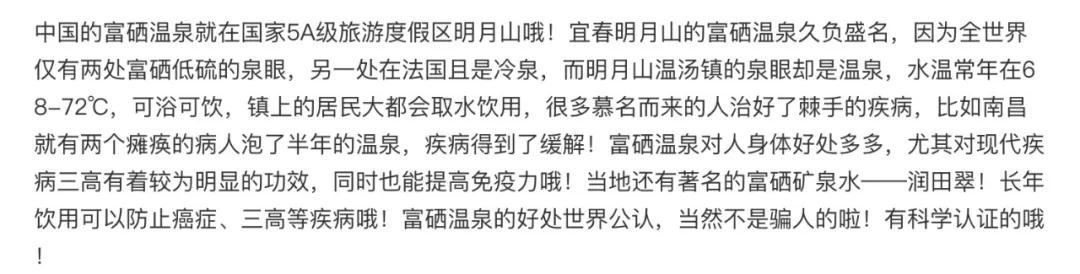 中国的富硒温泉就在国家5A级旅游度假区明月山哦！宜春明月山的富硒温泉久负盛名，因为全世界
仅有两处富硒低硫的泉眼，另一处在法国且是冷泉，而明月山温汤镇的泉眼却是温泉，水温常年在6
8-72℃，可浴可饮，镇上的居民大都会取水饮用，很多慕名而来的人治好了棘手的疾病，比如南昌
就有两个瘫痪的病人泡了半年的温泉，疾病得到了缓解！富硒温泉对人身体好处多多，尤其对现代疾
病三高有着较为明显的功效，同时也能提高免疫力哦！当地还有著名的富硒矿泉水——润田翠！长年
饮用可以防止癌症、三高等疾病哦！富硒温泉的好处世界公认，当然不是骗人的啦！有科学认证的哦
！